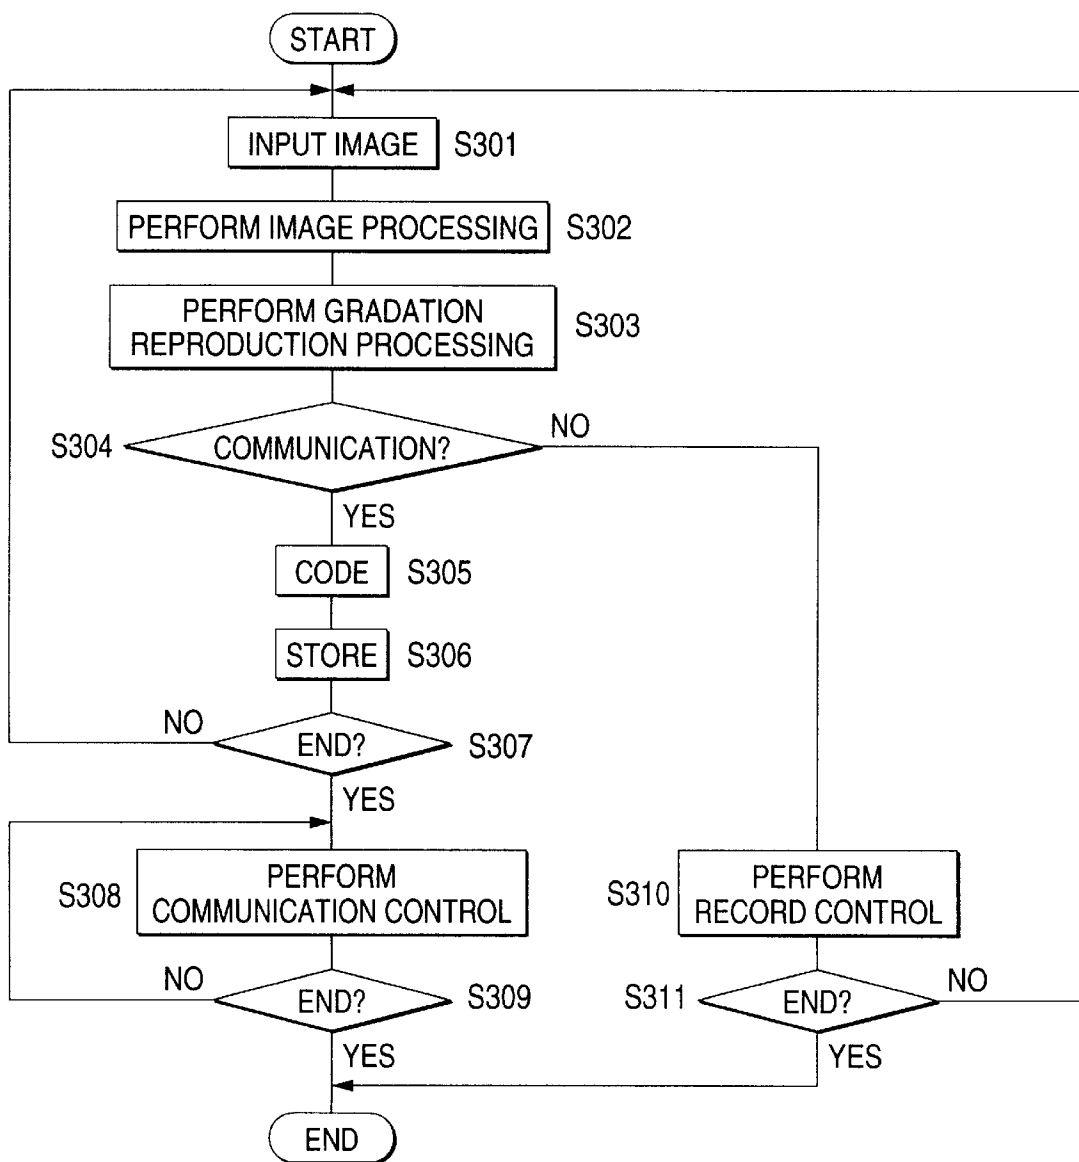 START
INPUT IMAGE S301
PERFORM IMAGE PROCESSING S302
PERFORM GRADATION
REPRODUCTION PROCESSING
S303
S304 COMMUNICATION? NO
YES
CODE S305
STORE S306
NO
END? S307
YES
S308
PERFORM
COMMUNICATION CONTROL
NO
END? S309
YES
S310
PERFORM
RECORD CONTROL
S311 END? NO
YES
END